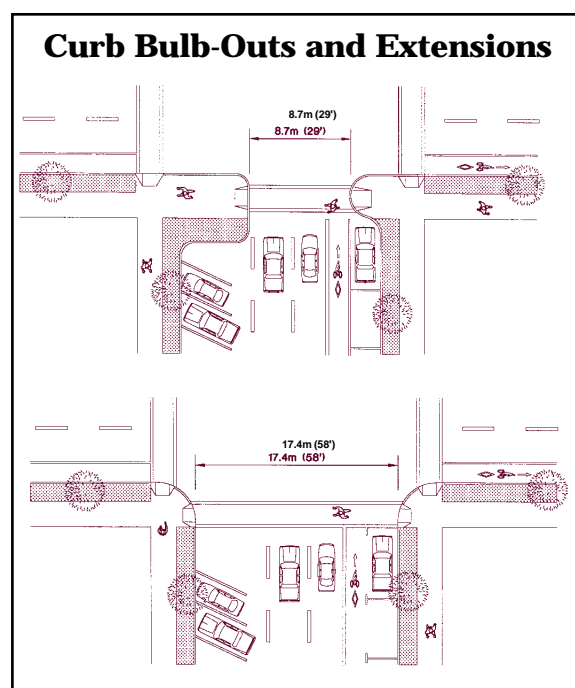 Curb Bulb-Outs and Extensions
8.7m (29')
8.7m (29')
17.4m (58')
17.4m (58')